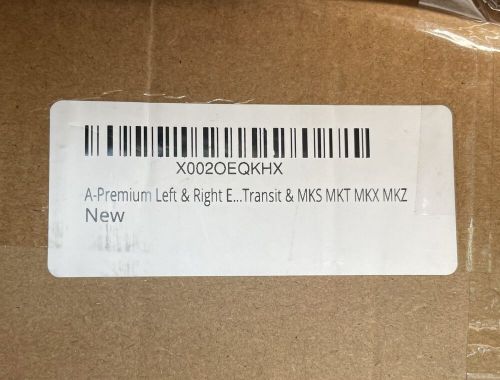 X002OEQKHX
A-Premium Left & Right E...Transit & MKS MKT MKX MKZ
New